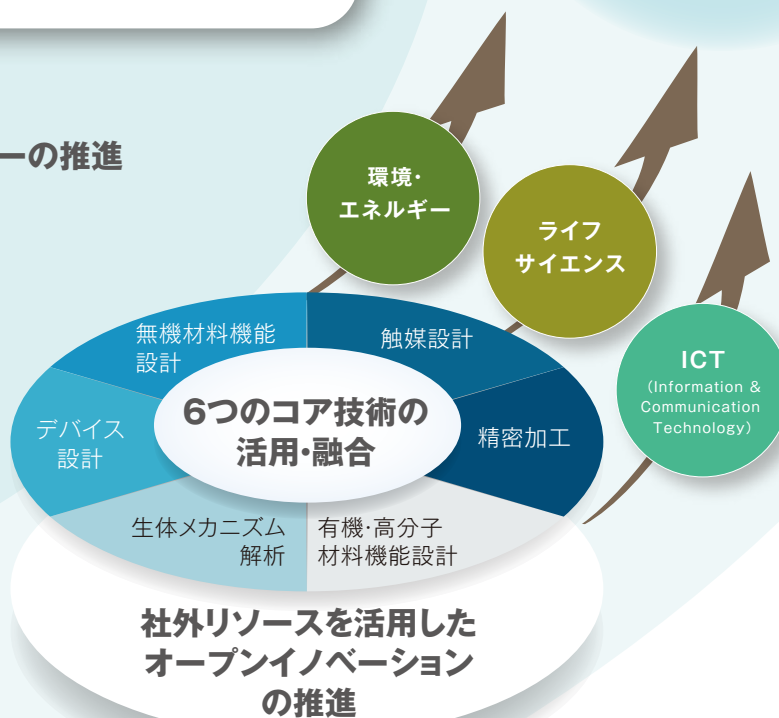 ーの推進
環境・
エネルギー
ライフ
サイエンス
ICT
(Information &
Communication
Technology)
無機材料機能
設計
触媒設計
デバイス
設計
6つのコア技術の
活用・融合
精密加工
生体メカニズム
解析
有機・高分子
材料機能設計
社外リソースを活用した
オープンイノベーション
の推進